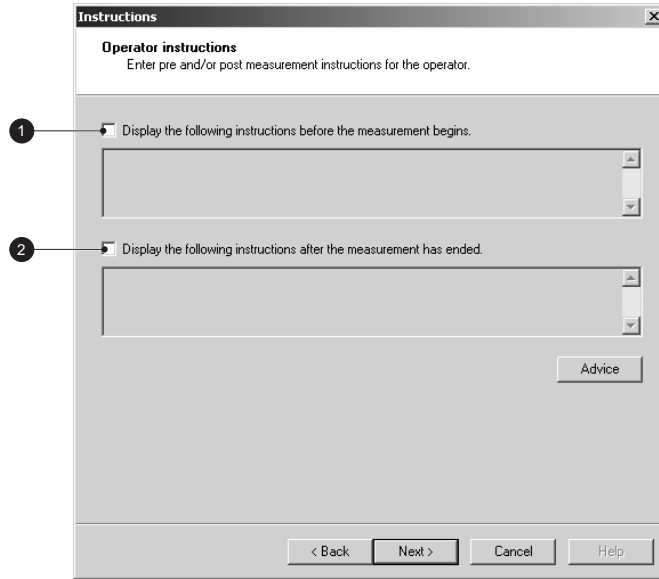 Instructions
Operator instructions
Enter pre and/or post measurement instructions for the operator.
1
Display the following instructions before the measurement begins.
2
Display the following instructions after the measurement has ended.
Advice
< Back Next > Cancel Help